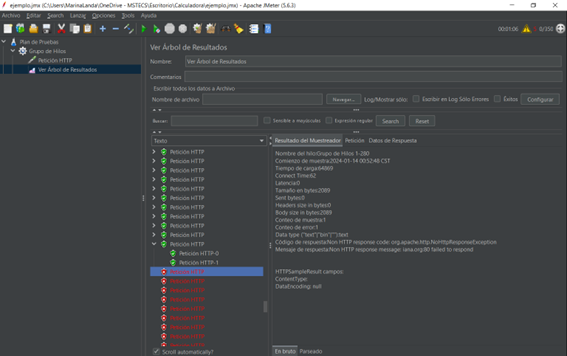 ejemplo.jmx (C:\Users\MarinaLanda\OneDrive - MSTECS\Escritorio\Calculadora\ejemplo.jmx) - Apache JMeter (5.6.3)
Archivo Editar Search Lanzar Opciones Tools Ayuda
00:01:06 0/350
Plan de Pruebas
Grupo de Hilos
Petición HTTP
Ver Árbol de Resultados
Ver Árbol de Resultados
Nombre: Ver Árbol de Resultados
Comentarios
Escribir todos los datos a Archivo
Nombre de archivo Navegar... Log/Mostrar sólo: Escribir en Log Sólo Errores Éxitos Configurar
Buscar: Sensible a mayúsculas Expresión regular Search Reset
Texto
Petición HTTP
Petición HTTP
Petición HTTP
Petición HTTP
Petición HTTP
Petición HTTP
Petición HTTP
Petición HTTP
Petición HTTP
Petición HTTP
Petición HTTP
Petición HTTP-0
Petición HTTP-1
Petición HTTP
Petición HTTP
Petición HTTP
Petición HTTP
Petición HTTP
Petición HTTP
Petición HTTP
Petición HTTP
Petición HTTP
Scroll automatically?
Resultado del Muestreador Petición Datos de Respuesta
Nombre del hilo:Grupo de Hilos 1-280
Comienzo de muestra:2024-01-14 00:52:48 CST
Tiempo de carga:64869
Connect Time:62
Latencia:0
Tamaño en bytes:2089
Sent bytes:0
Headers size in bytes:0
Body size in bytes:2089
Conteo de muestra:1
Conteo de error:1
Data type ("text"|"bin"|""):text
Código de respuesta:Non HTTP response code: org.apache.http.NoHttpResponseException
Mensaje de respuesta:Non HTTP response message: iana.org:80 failed to respond
HTTPSampleResult campos:
ContentType:
DataEncoding: null
En bruto Parseado